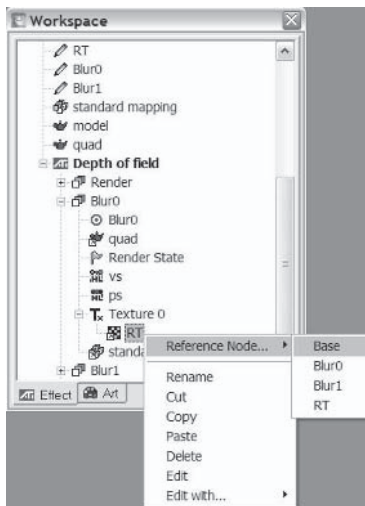 Workspace
RT
Blur0
Blur1
standard mapping
model
quad
Depth of field
Render
Blur0
Blur0
quad
Render State
vs
ps
Texture 0
RT
standa
Blur1
Effect
Art
Reference Node...
Rename
Cut
Copy
Paste
Delete
Edit
Edit with...
Base
Blur0
Blur1
RT